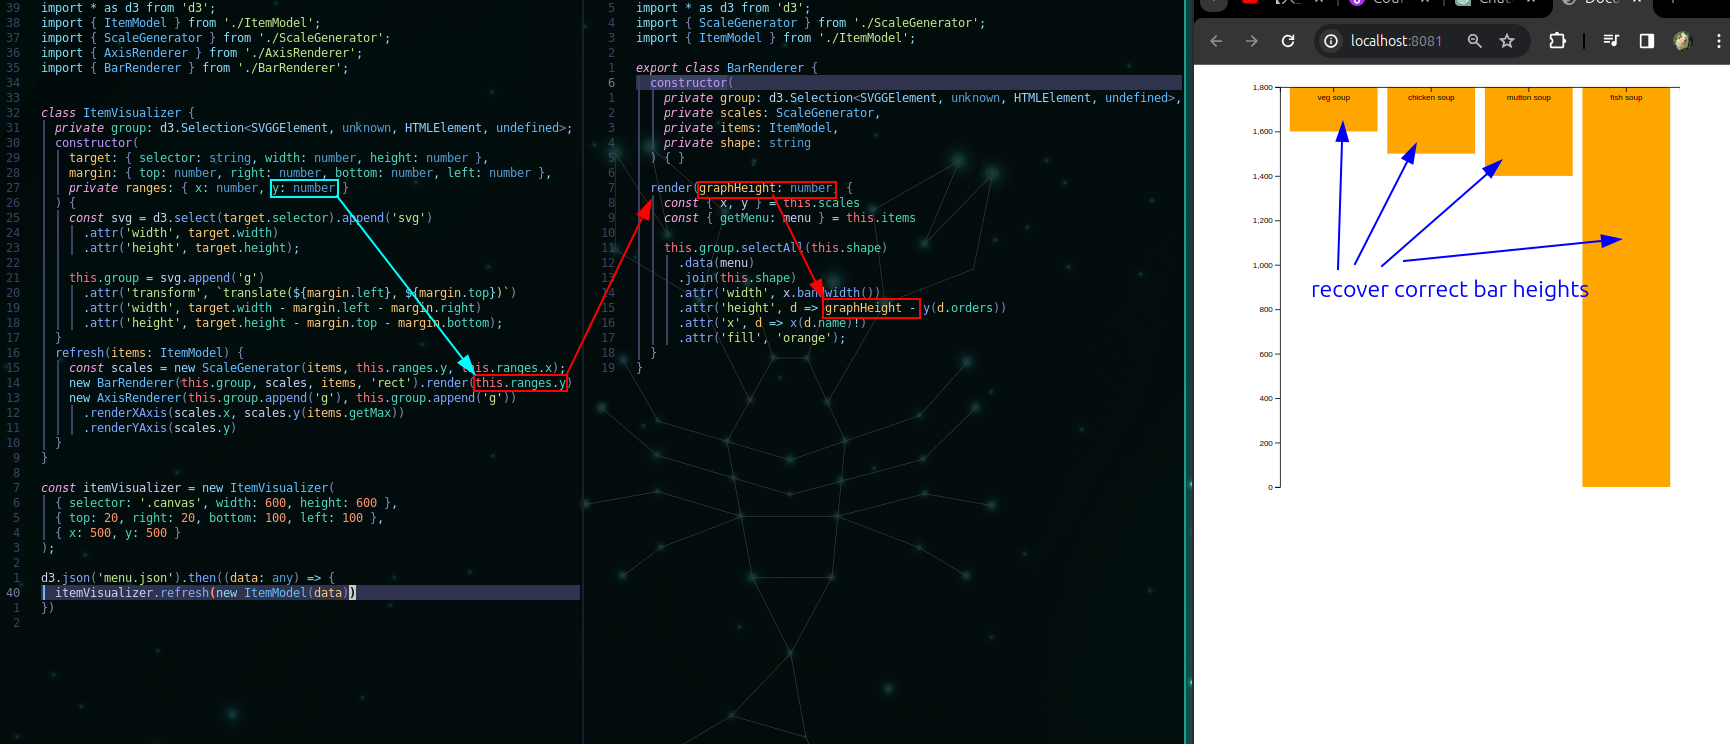 39 import * as d3 from 'd3';
38 import { ItemModel } from './ItemModel';
37 import { ScaleGenerator } from './ScaleGenerator';
36 import { AxisRenderer } from './AxisRenderer';
35 import { BarRenderer } from './BarRenderer';
34
33
32 class ItemVisualizer {
31 private group: d3.Selection<SVGGElement, unknown, HTMLElement, undefined>;
30 constructor(
29 target: { selector: string, width: number, height: number },
28 margin: { top: number, right: number, bottom: number, left: number },
27 private ranges: { x: number, y: number }
26 ) {
25 const svg = d3.select(target.selector).append('svg')
24 .attr('width', target.width)
23 .attr('height', target.height);
22
21 this.group = svg.append('g')
20 .attr('transform', `translate(${margin.left}, ${margin.top})`)
19 .attr('width', target.width - margin.left - margin.right)
18 .attr('height', target.height - margin.top - margin.bottom);
17 }
16 refresh(items: ItemModel) {
15 const scales = new ScaleGenerator(items, this.ranges.y, this.ranges.x);
14 new BarRenderer(this.group, scales, items, 'rect').render(this.ranges.y)
13 new AxisRenderer(this.group.append('g'), this.group.append('g'))
12 .renderXAxis(scales.x, scales.y(items.getMax))
11 .renderYAxis(scales.y)
10 }
9 }
8
7 const itemVisualizer = new ItemVisualizer(
6 { selector: '.canvas', width: 600, height: 600 },
5 { top: 20, right: 20, bottom: 100, left: 100 },
4 { x: 500, y: 500 }
3 );
2
1 d3.json('menu.json').then((data: any) => {
40 itemVisualizer.refresh(new ItemModel(data))
1 })
2
5 import * as d3 from 'd3';
4 import { ScaleGenerator } from './ScaleGenerator';
3 import { ItemModel } from './ItemModel';
2
1 export class BarRenderer {
6 constructor(
1 private group: d3.Selection<SVGGElement, unknown, HTMLElement, undefined>,
2 private scales: ScaleGenerator,
3 private items: ItemModel,
4 private shape: string
5 ) { }
6
7 render(graphHeight: number) {
8 const { x, y } = this.scales
9 const { getMenu: menu } = this.items
10
11 this.group.selectAll(this.shape)
12 .data(menu)
13 .join(this.shape)
14 .attr('width', x.bandwidth())
15 .attr('height', d => graphHeight - y(d.orders))
16 .attr('x', d => x(d.name)!)
17 .attr('fill', 'orange');
18 }
19 }
localhost:8081
1,800
veg soup chicken soup mutton soup fish soup
1,600
1,400
1,200
1,000
recover correct bar heights
800
600
400
200
0